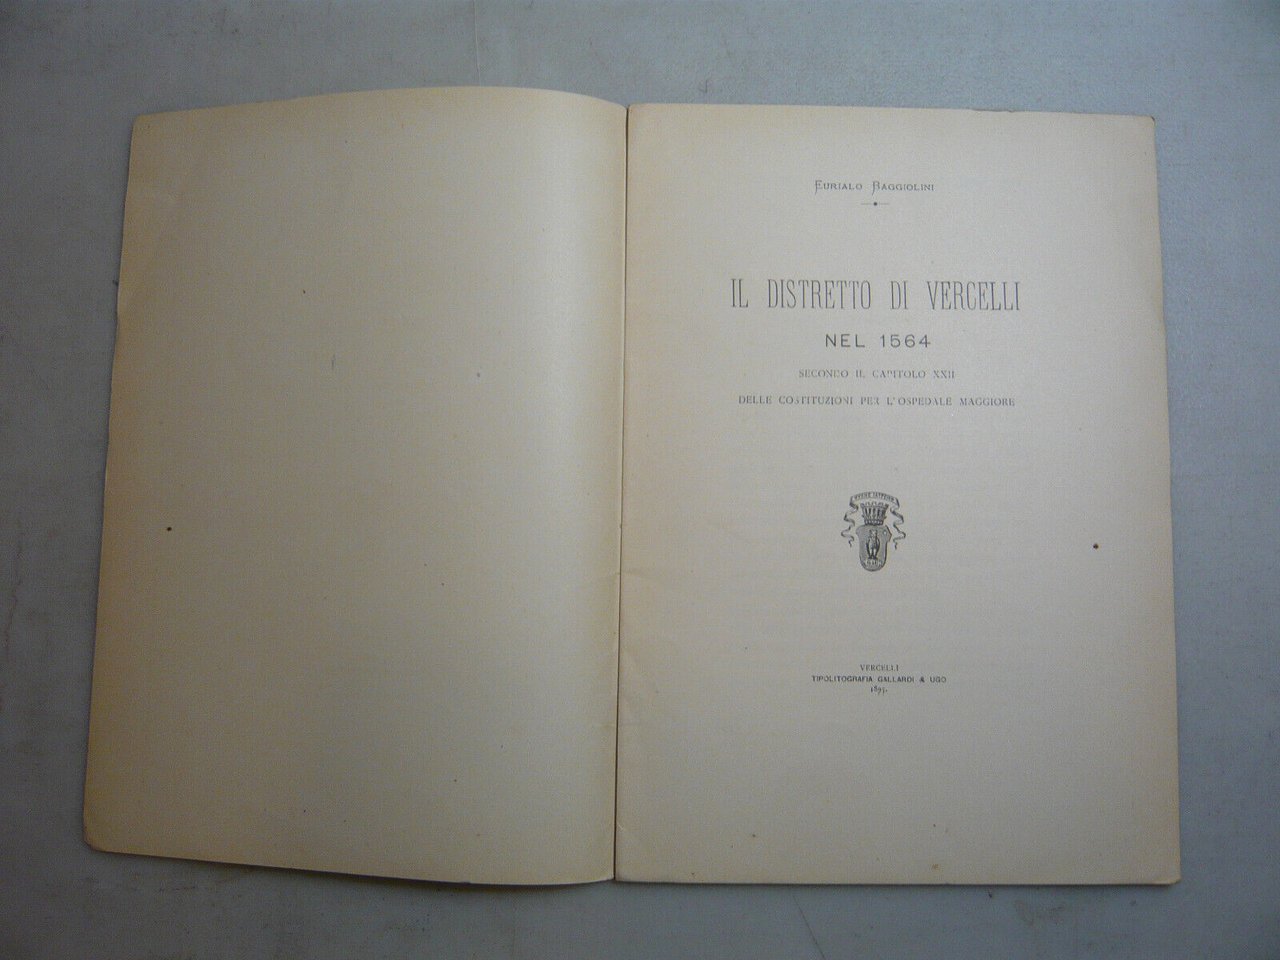 EURIALO BAGGIOLINI
IL DISTRETTO DI VERCELLI
NEL 1564
SECONDO IL CAPITOLO XXII
DELLE COSTITUZIONI PER L'OSPEDALE MAGGIORE
VERCELLI
TIPOLITOGRAFIA GALLARDI & UGO